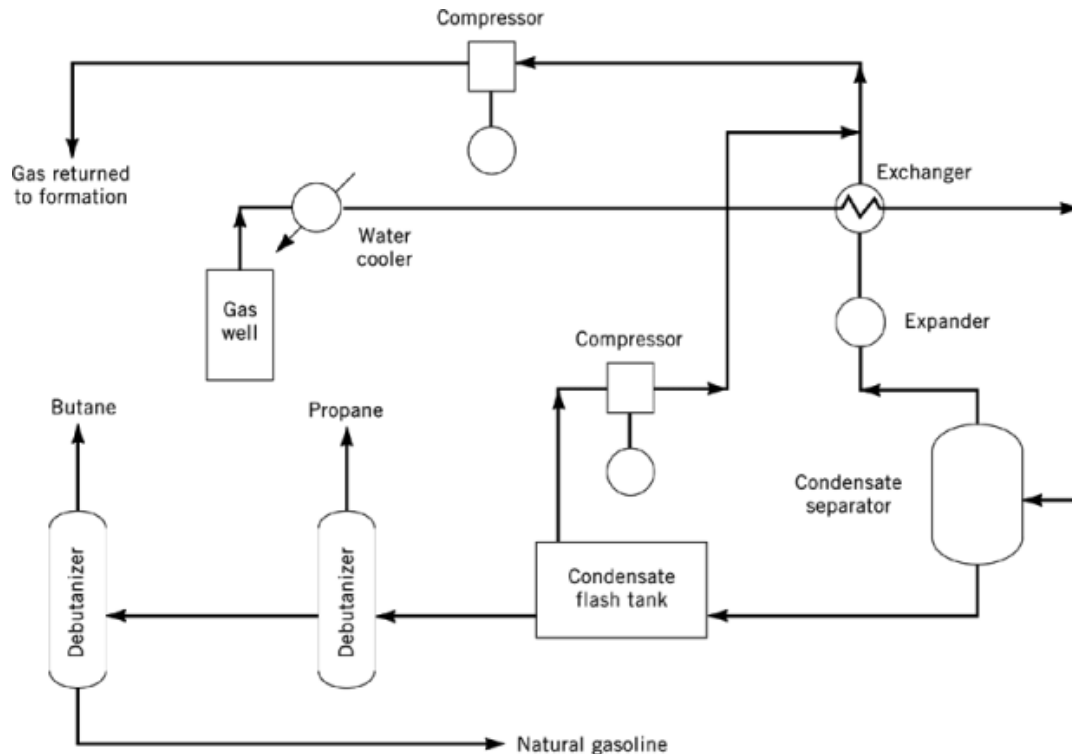 Compressor
Gas returned
to formation
Exchanger
Water
cooler
Gas
well
Expander
Compressor
Butane
Propane
Condensate
separator
Debutanizer
Debutanizer
Condensate
flash tank
Natural gasoline